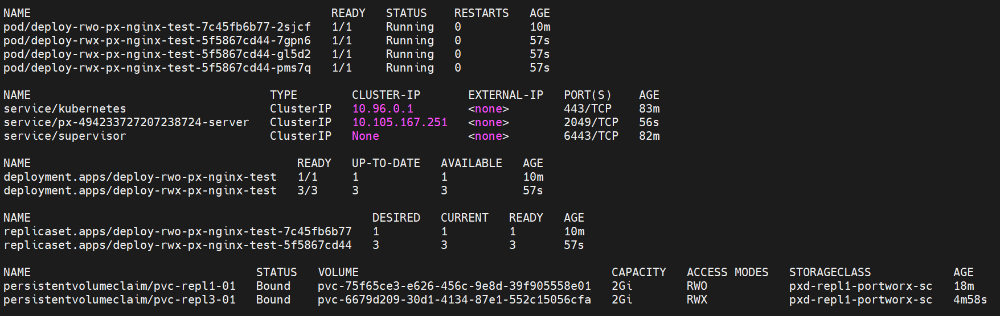 NAME                                            READY   STATUS    RESTARTS   AGE
pod/deploy-rwo-px-nginx-test-7c45fb6b77-2sjcf   1/1     Running   0          10m
pod/deploy-rwx-px-nginx-test-5f5867cd44-7gpn6   1/1     Running   0          57s
pod/deploy-rwx-px-nginx-test-5f5867cd44-gl5d2   1/1     Running   0          57s
pod/deploy-rwx-px-nginx-test-5f5867cd44-pms7q   1/1     Running   0          57s

NAME                                   TYPE        CLUSTER-IP       EXTERNAL-IP   PORT(S)    AGE
service/kubernetes                     ClusterIP   10.96.0.1        <none>        443/TCP    83m
service/px-494233727207238724-server   ClusterIP   10.105.167.251   <none>        2049/TCP   56s
service/supervisor                     ClusterIP   None             <none>        6443/TCP   82m

NAME                                       READY   UP-TO-DATE   AVAILABLE   AGE
deployment.apps/deploy-rwo-px-nginx-test   1/1     1            1           10m
deployment.apps/deploy-rwx-px-nginx-test   3/3     3            3           57s

NAME                                                  DESIRED   CURRENT   READY   AGE
replicaset.apps/deploy-rwo-px-nginx-test-7c45fb6b77   1         1         1       10m
replicaset.apps/deploy-rwx-px-nginx-test-5f5867cd44   3         3         3       57s

NAME                                 STATUS   VOLUME                                     CAPACITY   ACCESS MODES   STORAGECLASS            AGE
persistentvolumeclaim/pvc-repl1-01   Bound    pvc-75f65ce3-e626-456c-9e8d-39f905558e01   2Gi        RWO            pxd-repl1-portworx-sc   18m
persistentvolumeclaim/pvc-repl3-01   Bound    pvc-6679d209-30d1-4134-87e1-552c15056cfa   2Gi        RWX            pxd-repl1-portworx-sc   4m58s